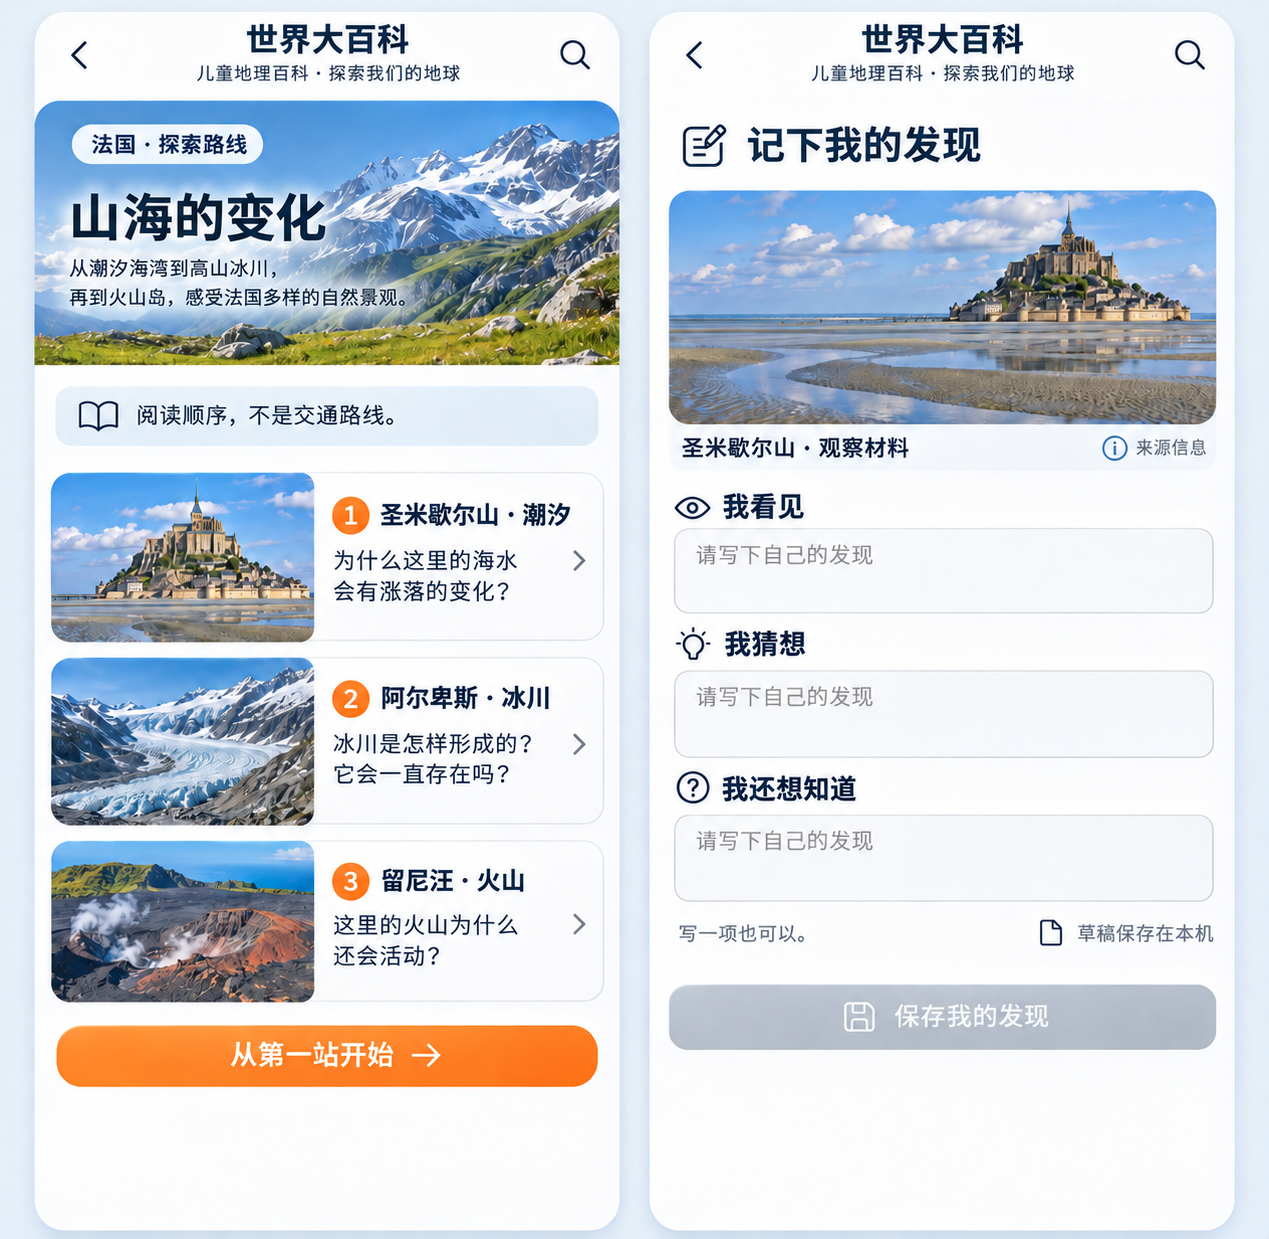 世界大百科
儿童地理百科·探索我们的地球
法国·探索路线
山海的变化
从潮汐海湾到高山冰川，
再到火山岛，感受法国多样的自然景观。
阅读顺序，不是交通路线。
1 圣米歇尔山·潮汐
为什么这里的海水
会有涨落的变化？
2 阿尔卑斯·冰川
冰川是怎样形成的？
它会一直存在吗？
3 留尼汪·火山
这里的火山为什么
还会活动？
从第一站开始 →
世界大百科
儿童地理百科·探索我们的地球
记下我的发现
圣米歇尔山·观察材料
来源信息
我看见
请写下自己的发现
我猜想
请写下自己的发现
我还想知道
请写下自己的发现
写一项也可以。
草稿保存在本机
保存我的发现